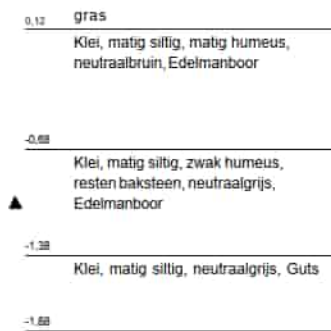 gras
0,12
Klei, matig siltig, matig humeus,
neutraalbruin, Edelmanboor
-0,68
Klei, matig siltig, zwak humeus,
resten baksteen, neutraalgrijs,
Edelmanboor
-1,38
Klei, matig siltig, neutraalgrijs, Guts
-1,88